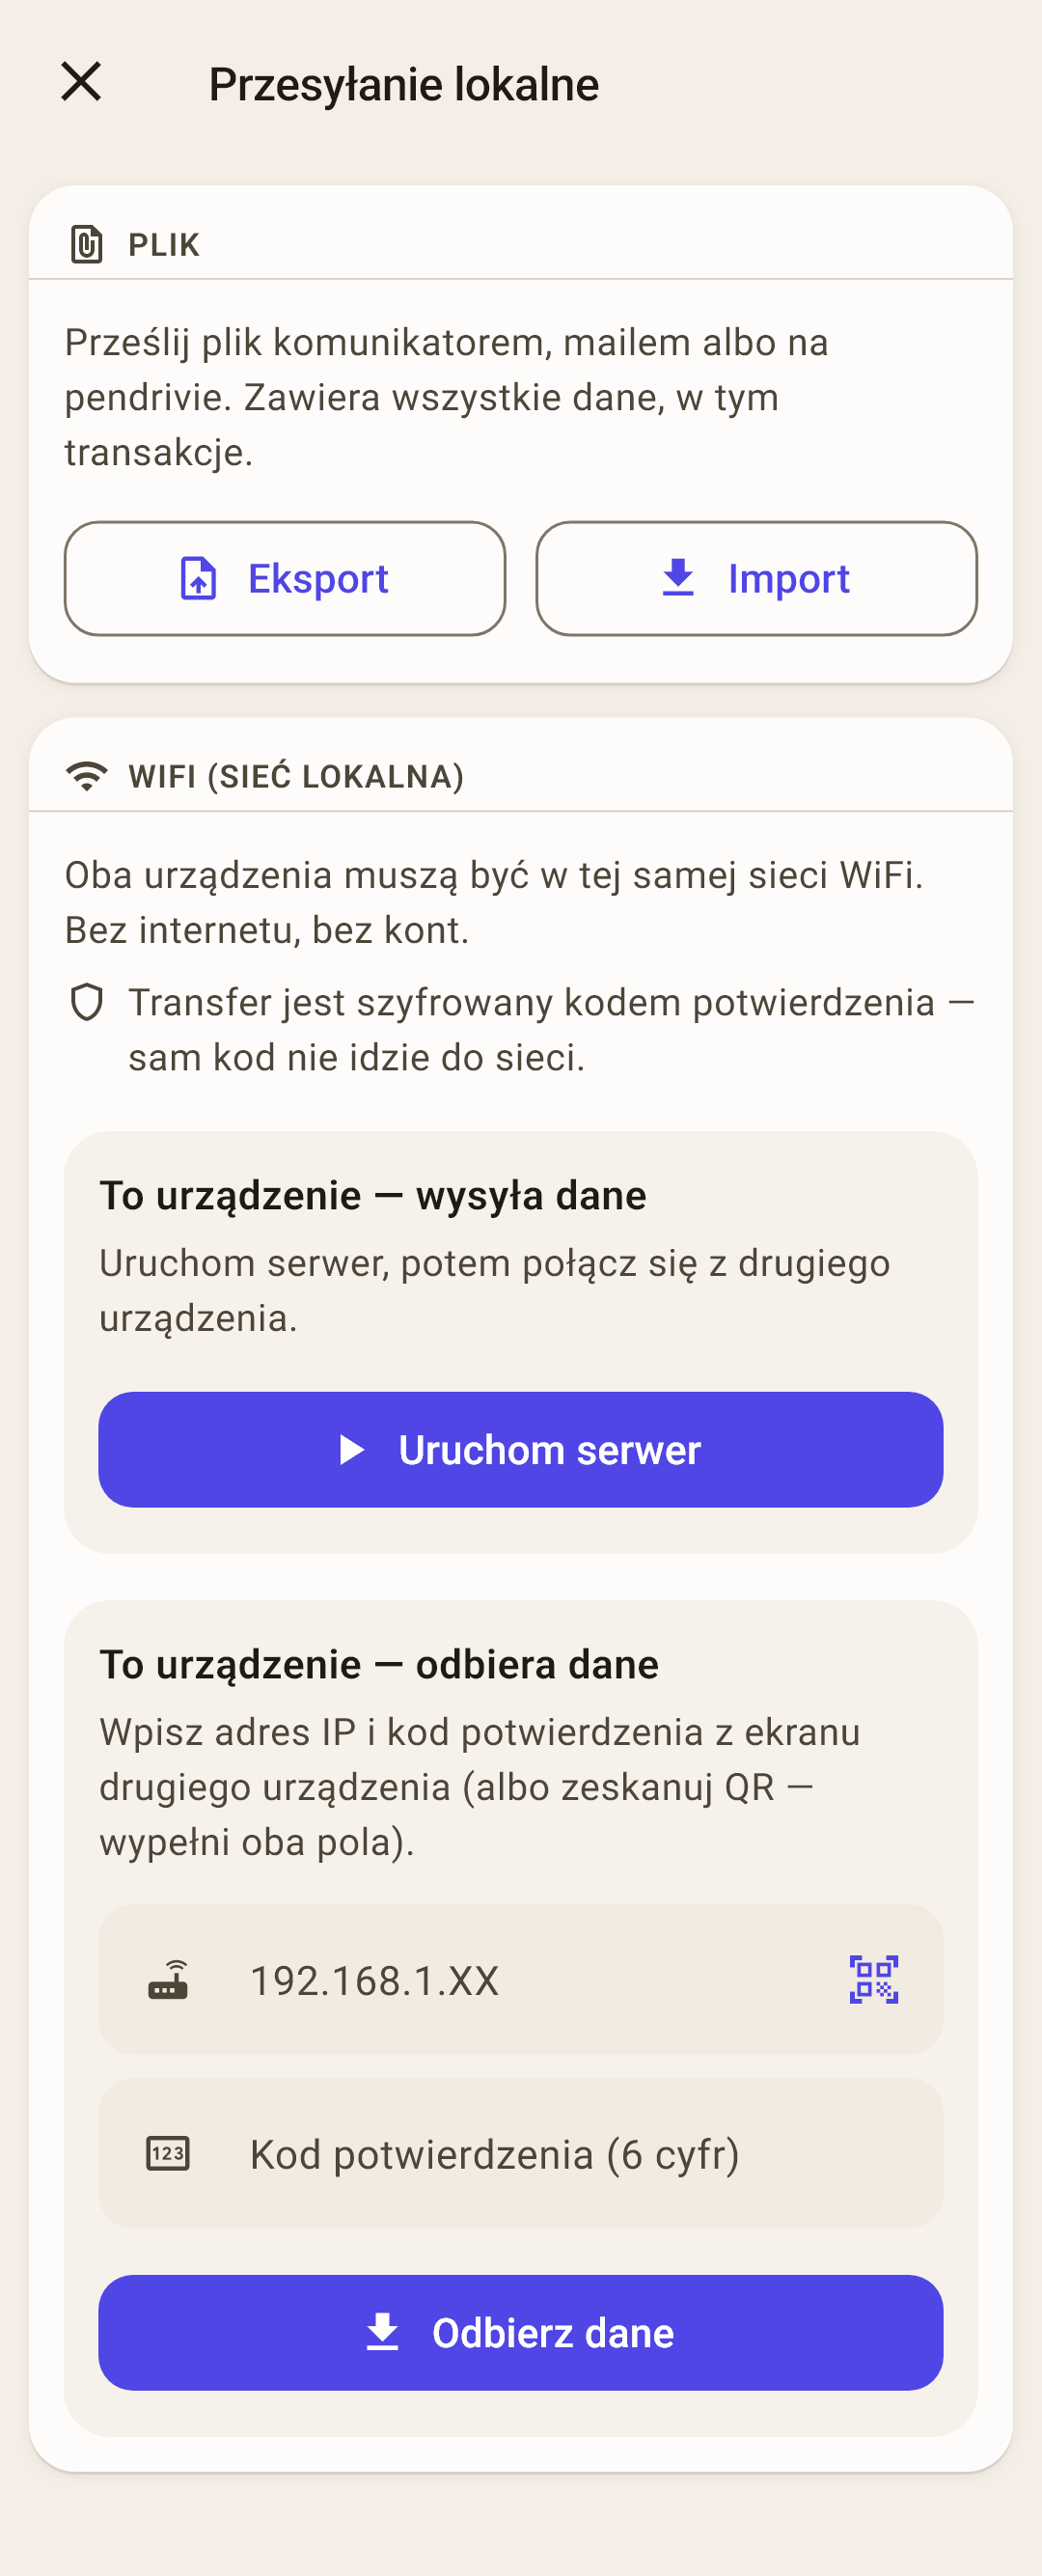 Przesyłanie lokalne
PLIK
Prześlij plik komunikatorem, mailem albo na
pendrivie. Zawiera wszystkie dane, w tym
transakcje.
Eksport
Import
WIFI (SIEĆ LOKALNA)
Oba urządzenia muszą być w tej samej sieci WiFi.
Bez internetu, bez kont.
Transfer jest szyfrowany kodem potwierdzenia —
sam kod nie idzie do sieci.
To urządzenie — wysyła dane
Uruchom serwer, potem połącz się z drugiego
urządzenia.
Uruchom serwer
To urządzenie — odbiera dane
Wpisz adres IP i kod potwierdzenia z ekranu
drugiego urządzenia (albo zeskanuj QR —
wypełni oba pola).
192.168.1.XX
123
Kod potwierdzenia (6 cyfr)
Odbierz dane